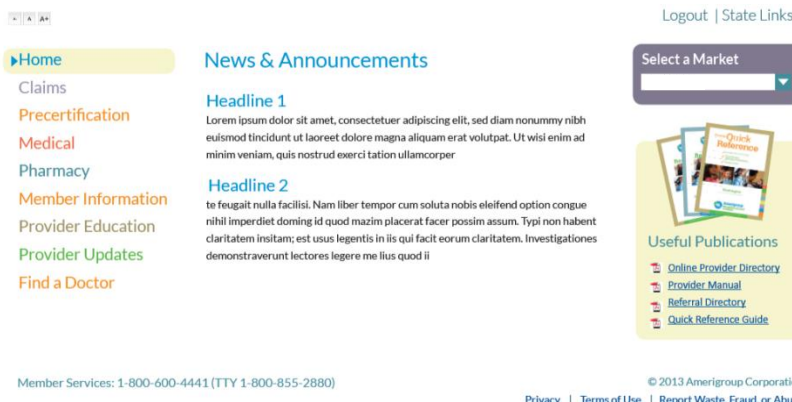 A A A+
Logout | State Links
Home
Claims
Precertification
Medical
Pharmacy
Member Information
Provider Education
Provider Updates
Find a Doctor
News & Announcements
Headline 1
Lorem ipsum dolor sit amet, consectetuer adipiscing elit, sed diam nonummy nibh
euismod tincidunt ut laoreet dolore magna aliquam erat volutpat. Ut wisi enim ad
minim veniam, quis nostrud exerci tation ullamcorper
Headline 2
te feugait nulla facilisi. Nam liber tempor cum soluta nobis eleifend option congue
nihil imperdiet doming id quod mazim placerat facer possim assum. Typi non habent
claritatem insitam; est usus legentis in iis qui facit eorum claritatem. Investigationes
demonstraverunt lectores legere me lius quod ii
Select a Market
Quick
Reference
Useful Publications
Online Provider Directory
Provider Manual
Referral Directory
Quick Reference Guide
Member Services: 1-800-600-4441 (TTY 1-800-855-2880)
© 2013 Amerigroup Corporati
Privacy | Terms of Use | Report Waste, Fraud, or Abu